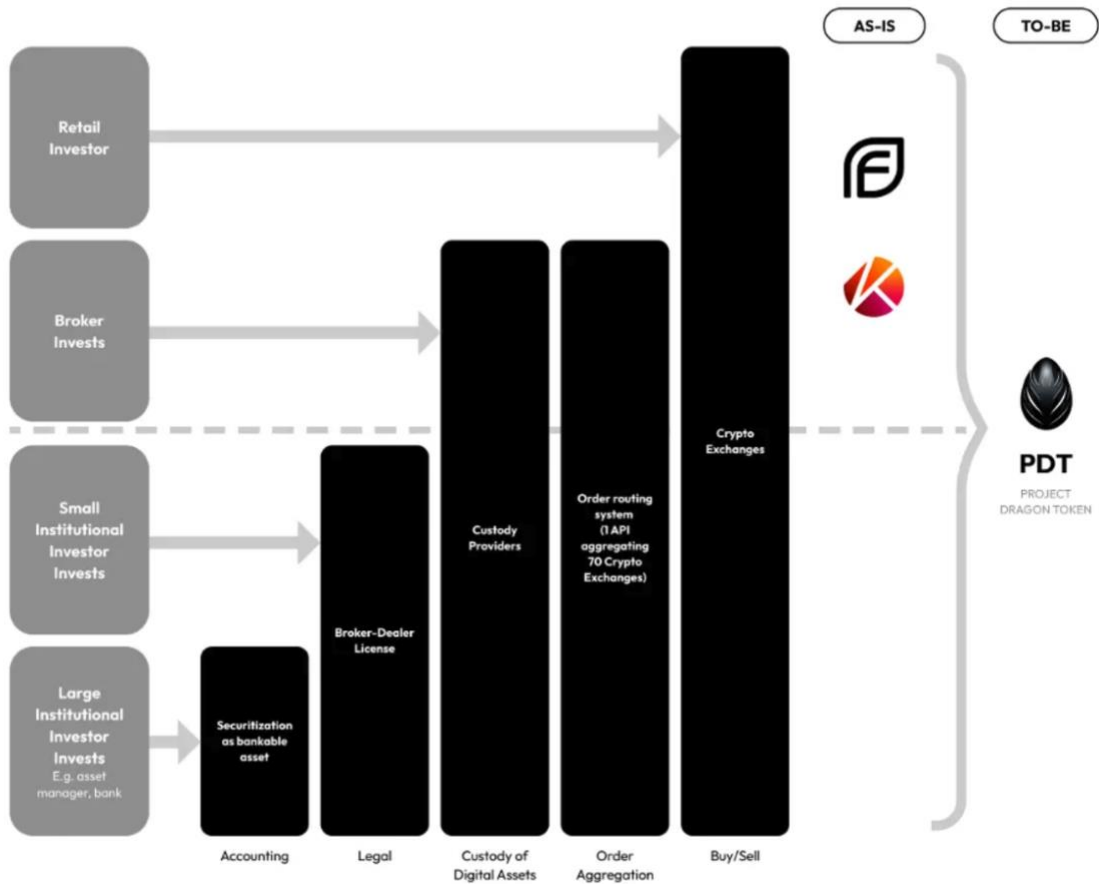 AS-IS
TO-BE
Retail
Investor
Broker
Invests
Small
Institutional
Investor
Invests
Large
Institutional
Investor
Invests
E.g. asset
manager, bank
Securitization
as bankable
asset
Broker-Dealer
License
Custody
Providers
Order routing
system
(1 API
aggregating
70 Crypto
Exchanges)
Crypto
Exchanges
PDT
PROJECT
DRAGON TOKEN
Accounting
Legal
Custody of
Digital Assets
Order
Aggregation
Buy/Sell